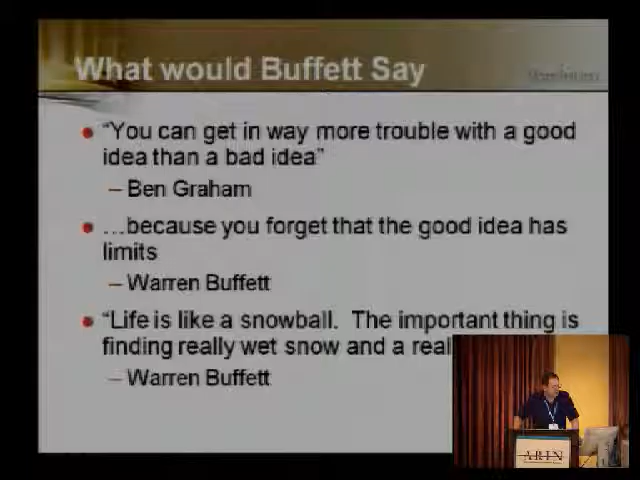 What would Buffett Say
"You can get in way more trouble with a good
idea than a bad idea"
– Ben Graham
...because you forget that the good idea has
limits
– Warren Buffett
"Life is like a snowball. The important thing is
finding really wet snow and a real
– Warren Buffett
ARIN